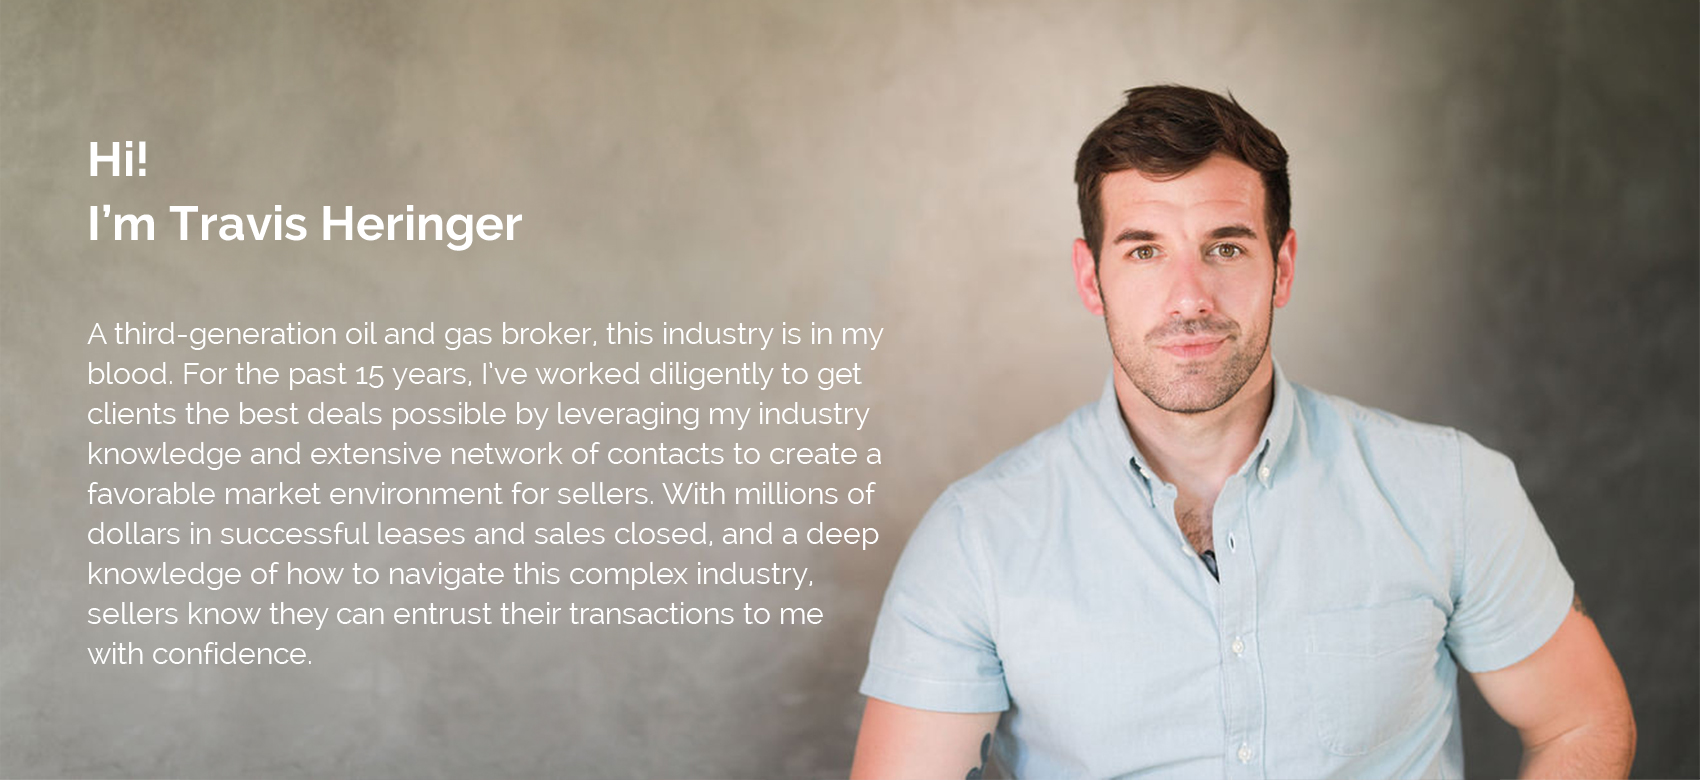 Hi!
I’m Travis Heringer
A third-generation oil and gas broker, this industry is in my
blood. For the past 15 years, I’ve worked diligently to get
clients the best deals possible by leveraging my industry
knowledge and extensive network of contacts to create a
favorable market environment for sellers. With millions of
dollars in successful leases and sales closed, and a deep
knowledge of how to navigate this complex industry,
sellers know they can entrust their transactions to me
with confidence.